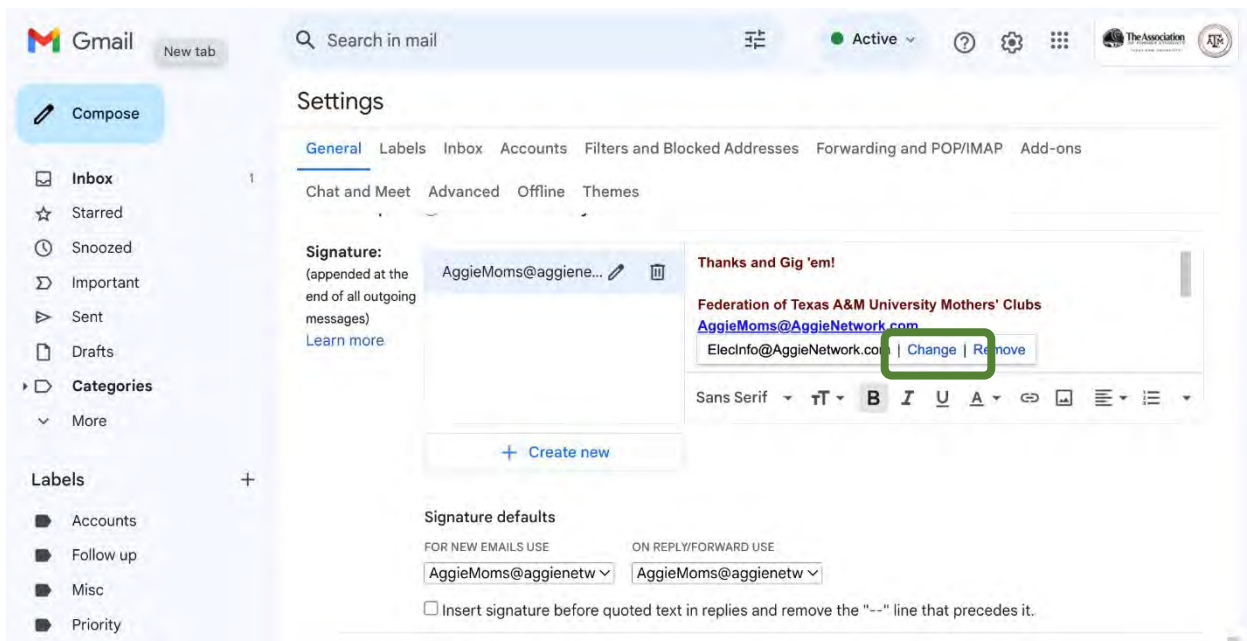 Gmail
New tab
Search in mail
Active
The Association
ATM
Compose
Inbox 1
Starred
Snoozed
Important
Sent
Drafts
Categories
More
Labels
Accounts
Follow up
Misc
Priority
Settings
General Labels Inbox Accounts Filters and Blocked Addresses Forwarding and POP/IMAP Add-ons
Chat and Meet Advanced Offline Themes
Signature:
(appended at the
end of all outgoing
messages)
Learn more
AggieMoms@aggiene...
Thanks and Gig 'em!
Federation of Texas A&M University Mothers' Clubs
AggieMoms@AggieNetwork.com
ElecInfo@AggieNetwork.com | Change | Remove
Sans Serif B I U A
+ Create new
Signature defaults
FOR NEW EMAILS USE ON REPLY/FORWARD USE
AggieMoms@aggienetw AggieMoms@aggienetw
Insert signature before quoted text in replies and remove the "--" line that precedes it.